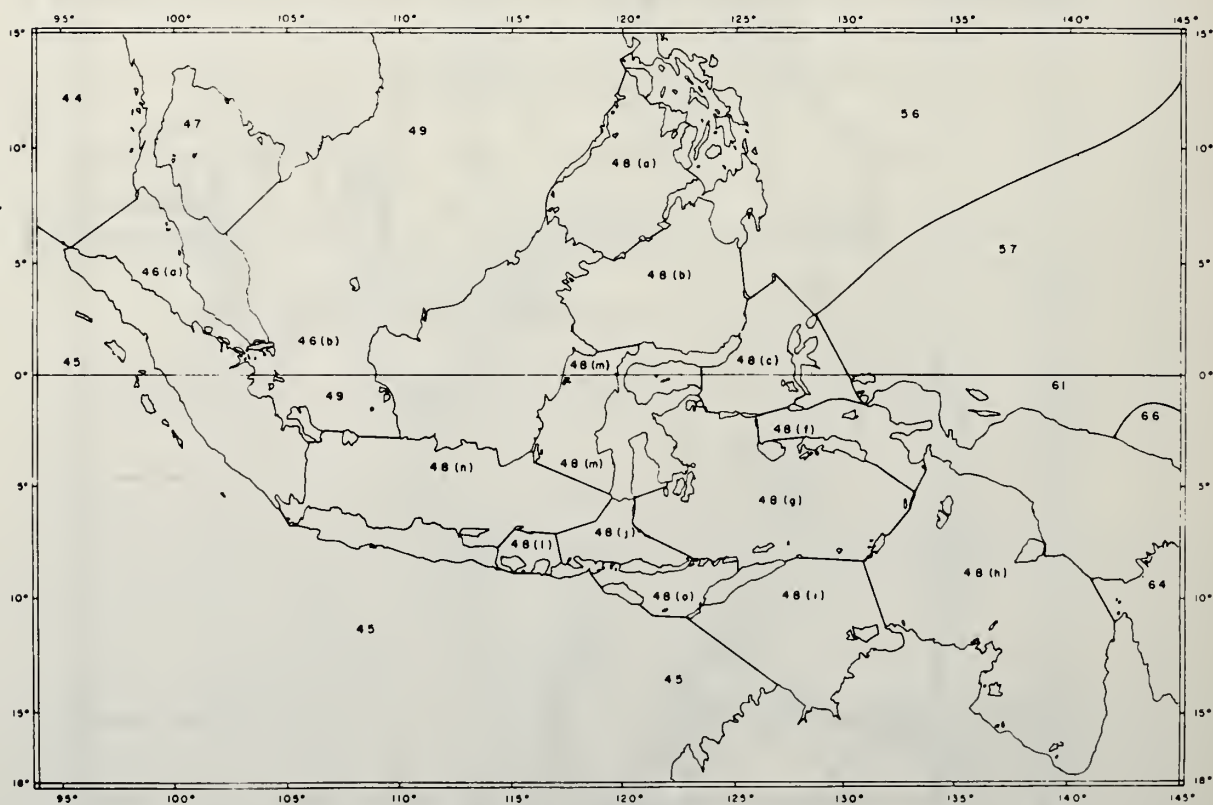 95° 100° 105° 110° 115° 120° 125° 130° 135° 140° 145°
15° 15°
44 49 56
47
10° 48 (a) 10°
57
46 (a) 5° 48 (b) 5°
45 46 (b) 48 (c)
48 (m)
0° 0°
49 61
66
48 (f)
48 (n) 48 (m)
5° 48 (g) 5°
48 (l) 48 (j)
48 (h)
64
10° 48 (o) 48 (i) 10°
45
45
15° 15°
18° 18°
95° 100° 105° 110° 115° 120° 125° 130° 135° 140° 145°